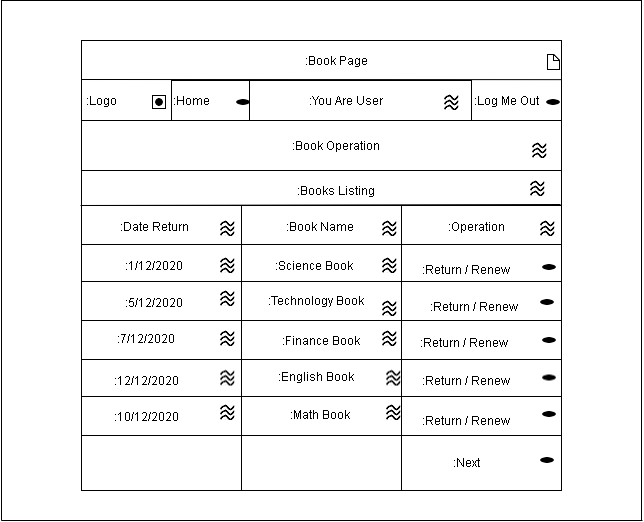 :Book Page
:Logo :Home :You Are User :Log Me Out
:Book Operation
:Books Listing
:Date Return :Book Name :Operation
:1/12/2020 :Science Book :Return / Renew
:5/12/2020 :Technology Book :Return / Renew
:7/12/2020 :Finance Book :Return / Renew
:12/12/2020 :English Book :Return / Renew
:10/12/2020 :Math Book :Return / Renew
:Next